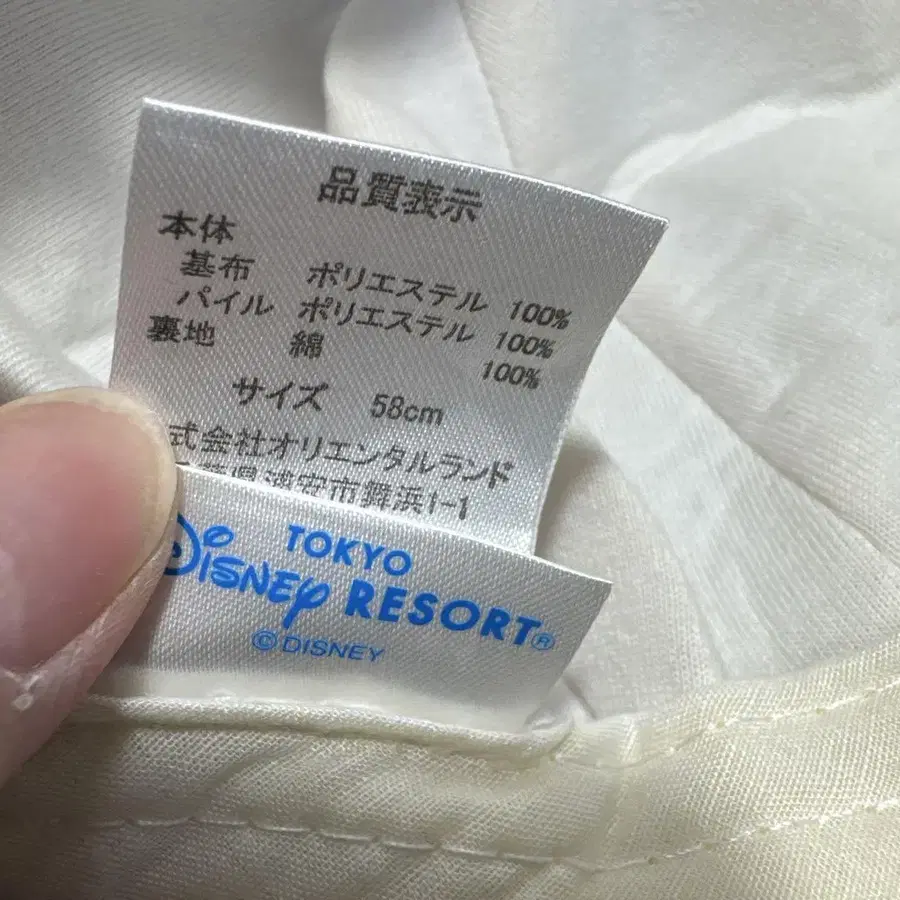 品質表示
本体
基布 ポリエステル 100%
パイル ポリエステル 100%
裏地 綿 100%
サイズ 58cm
式会社オリエンタルランド
県浦安市舞浜1-1
TOKYO
Disney RESORT®
©DISNEY